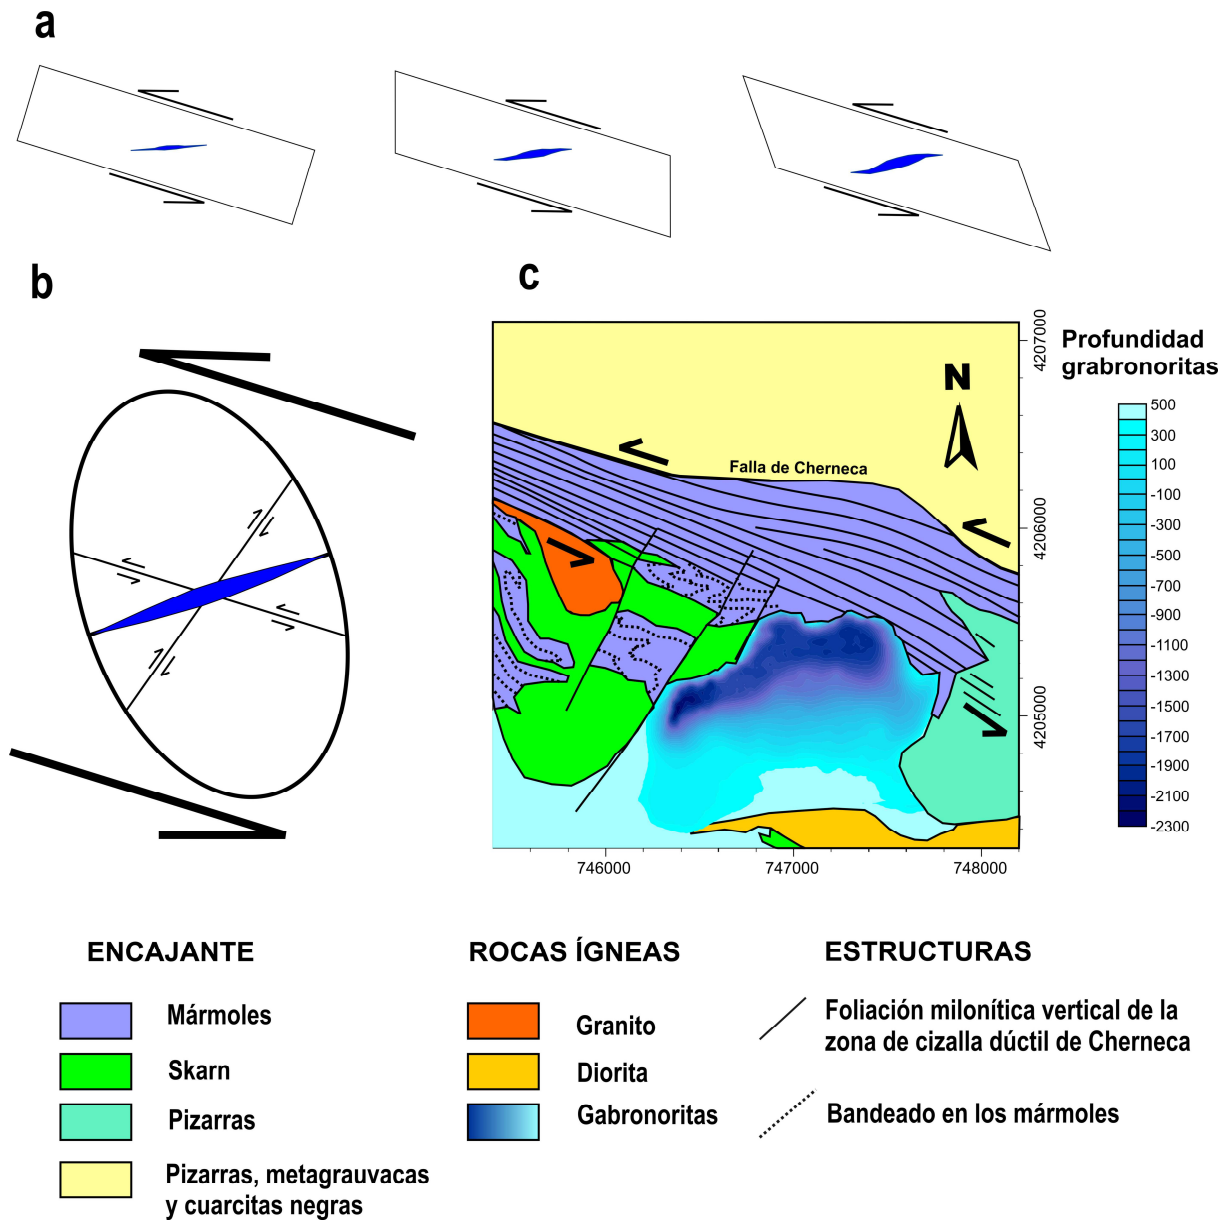 a
b
c
4207000
4206000
4205000
N
Falla de Cherneca
746000
747000
748000
Profundidad
grabronoritas
500
300
100
-100
-300
-500
-700
-900
-1100
-1300
-1500
-1700
-1900
-2100
-2300
ENCAJANTE
Mármoles
Skarn
Pizarras
Pizarras, metagrauvacas
y cuarcitas negras
ROCAS ÍGNEAS
Granito
Diorita
Gabronoritas
ESTRUCTURAS
Foliación milonítica vertical de la
zona de cizalla dúctil de Cherneca
Bandeado en los mármoles